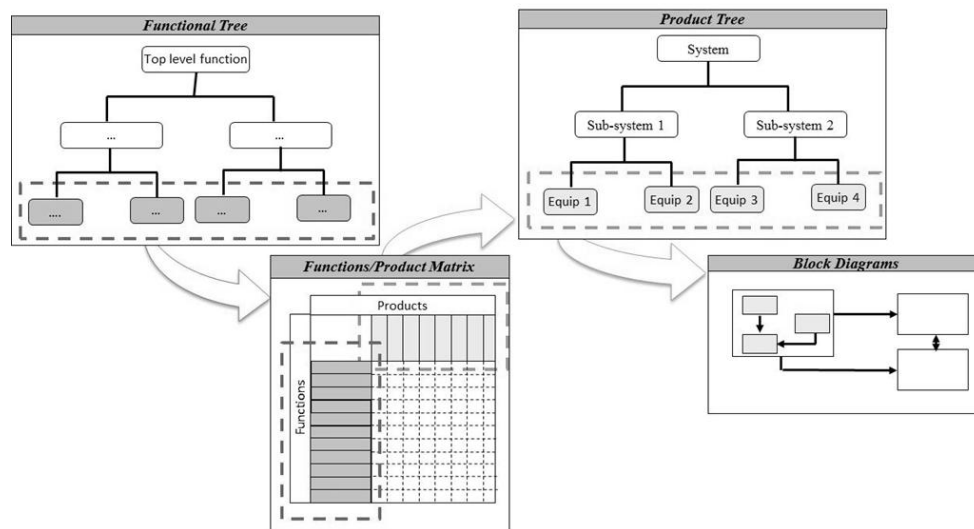 Functional Tree
Top level function
...
...
....
...
...
...
Product Tree
System
Sub-system 1
Sub-system 2
Equip 1
Equip 2
Equip 3
Equip 4
Functions/Product Matrix
Products
Functions
Block Diagrams